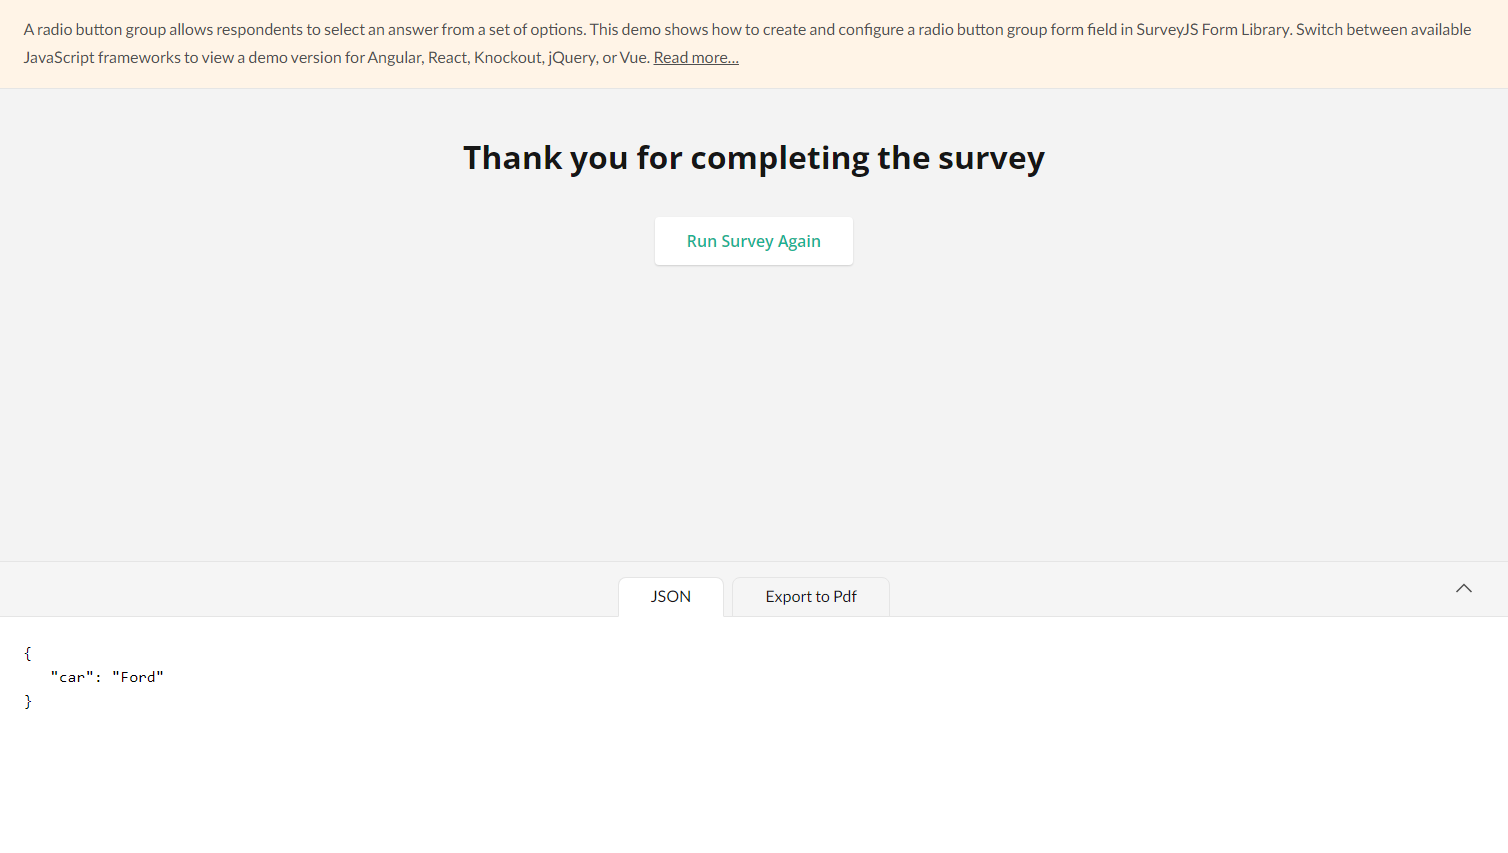 A radio button group allows respondents to select an answer from a set of options. This demo shows how to create and configure a radio button group form field in SurveyJS Form Library. Switch between available
JavaScript frameworks to view a demo version for Angular, React, Knockout, jQuery, or Vue. Read more...
Thank you for completing the survey
Run Survey Again
JSON
Export to Pdf
{
"car": "Ford"
}